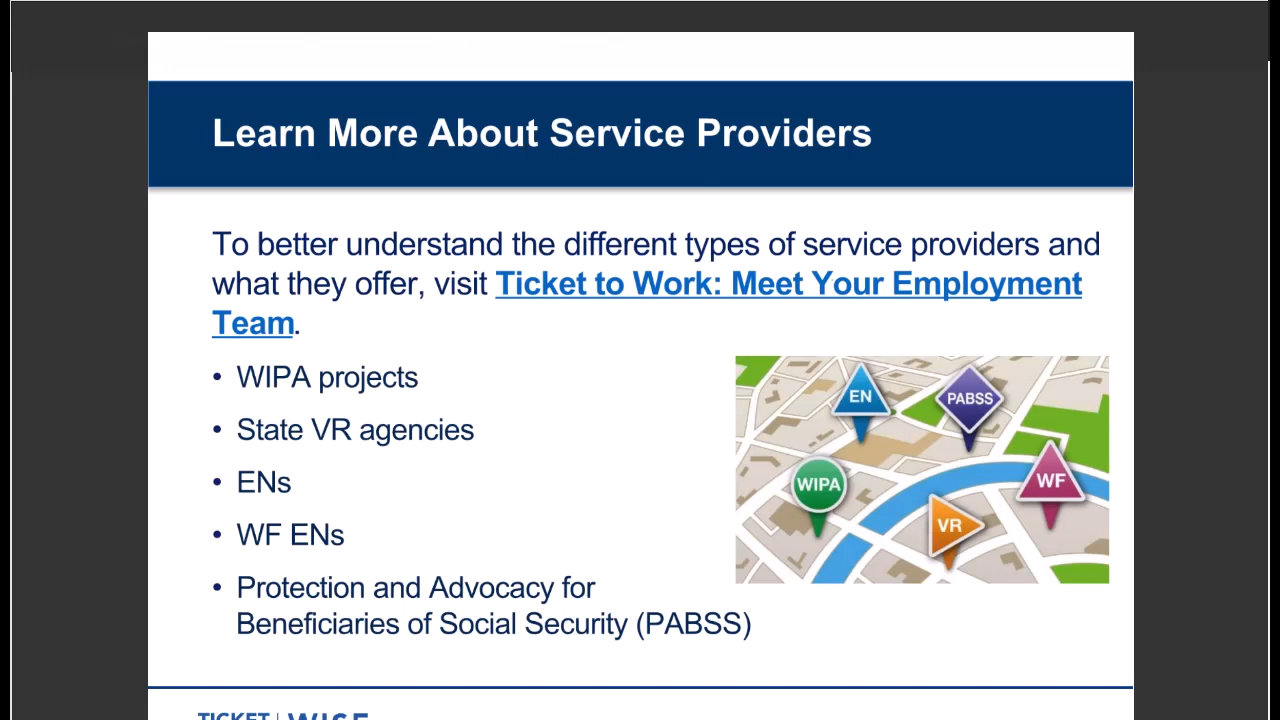 Learn More About Service Providers
To better understand the different types of service providers and
what they offer, visit Ticket to Work: Meet Your Employment
Team.
• WIPA projects
• State VR agencies
• ENs
• WF ENs
• Protection and Advocacy for
Beneficiaries of Social Security (PABSS)
EN
PABSS
WIPA
WF
VR
TICKET | WISE